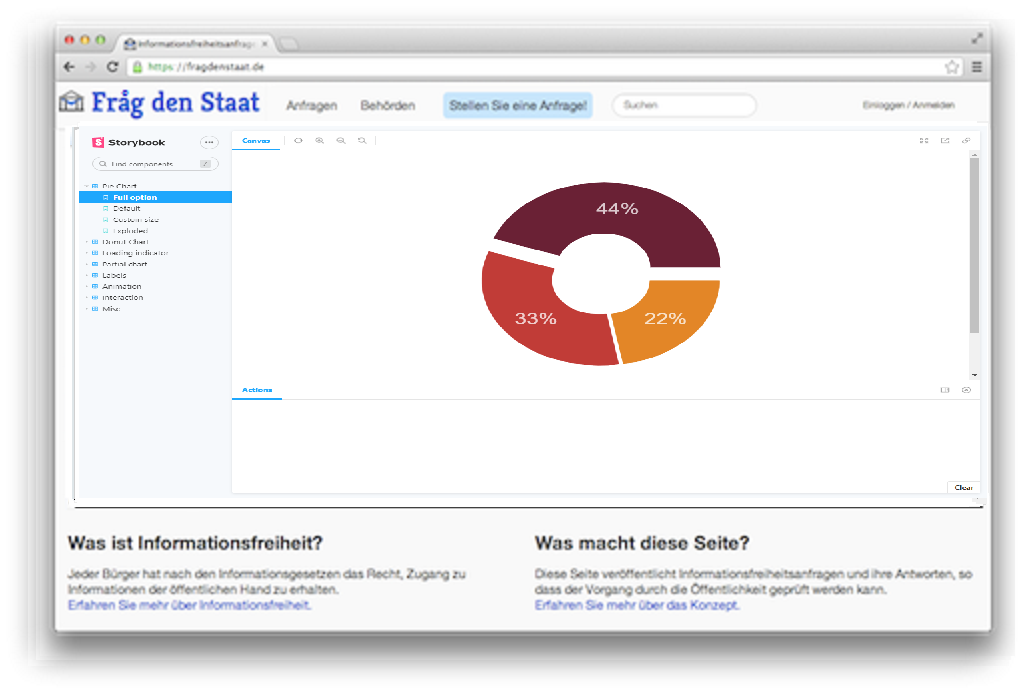 Informationsfreiheitsanfrag
https://fragdenstaat.de
Fråg den Staat
Anfragen
Behörden
Stellen Sie eine Anfrage!
Suchen
Einloggen / Anmelden
Storybook
Find components
/
Canvas
Pie Chart
Full option
Default
Custom size
Exploded
Donut Chart
Loading indicator
Partial chart
Labels
Animation
Interaction
Misc
44%
33%
22%
Actions
Clear
Was ist Informationsfreiheit?
Jeder Bürger hat nach den Informationsgesetzen das Recht, Zugang zu
Informationen der öffentlichen Hand zu erhalten.
Erfahren Sie mehr über Informationsfreiheit.
Was macht diese Seite?
Diese Seite veröffentlicht Informationsfreiheitsanfragen und ihre Antworten, so
dass der Vorgang durch die Öffentlichkeit geprüft werden kann.
Erfahren Sie mehr über das Konzept.